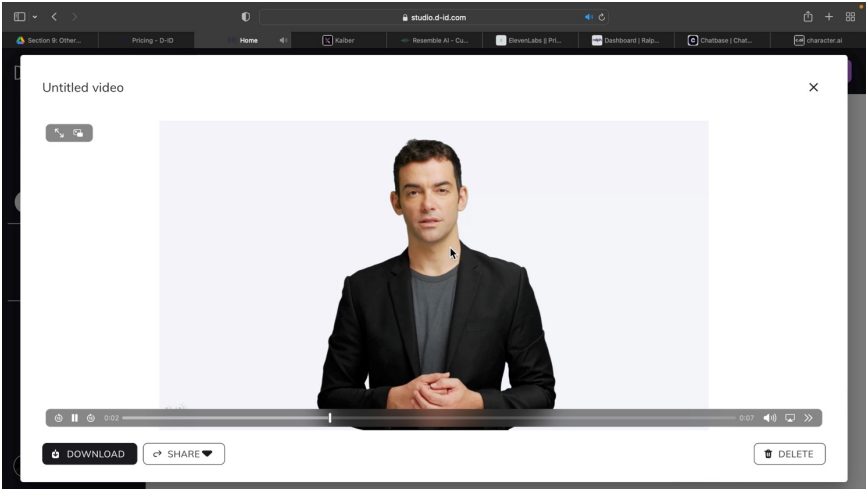 studio.d-id.com
Section 9: Other...
Pricing - D-ID
Home
Kaiber
Resemble AI - Cu...
ElevenLabs || Pri...
Dashboard | Ralp...
Chatbase | Chat...
character.ai
Untitled video
0:02
0:07
DOWNLOAD
SHARE
DELETE